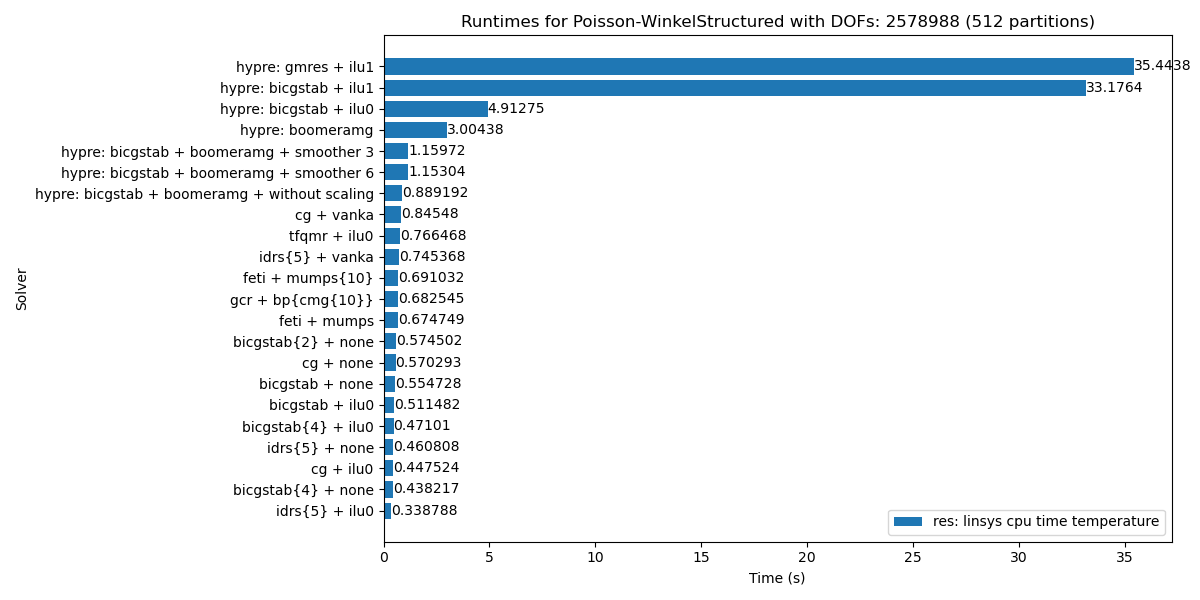 Runtimes for Poisson-WinkelStructured with DOFs: 2578988 (512 partitions)
Solver
hypre: gmres + ilu1 35.4438
hypre: bicgstab + ilu1 33.1764
hypre: bicgstab + ilu0 4.91275
hypre: boomeramg 3.00438
hypre: bicgstab + boomeramg + smoother 3 1.15972
hypre: bicgstab + boomeramg + smoother 6 1.15304
hypre: bicgstab + boomeramg + without scaling 0.889192
cg + vanka 0.84548
tfqmr + ilu0 0.766468
idrs{5} + vanka 0.745368
feti + mumps{10} 0.691032
gcr + bp{cmg{10}} 0.682545
feti + mumps 0.674749
bicgstab{2} + none 0.574502
cg + none 0.570293
bicgstab + none 0.554728
bicgstab + ilu0 0.511482
bicgstab{4} + ilu0 0.47101
idrs{5} + none 0.460808
cg + ilu0 0.447524
bicgstab{4} + none 0.438217
idrs{5} + ilu0 0.338788
res: linsys cpu time temperature
0 5 10 15 20 25 30 35
Time (s)